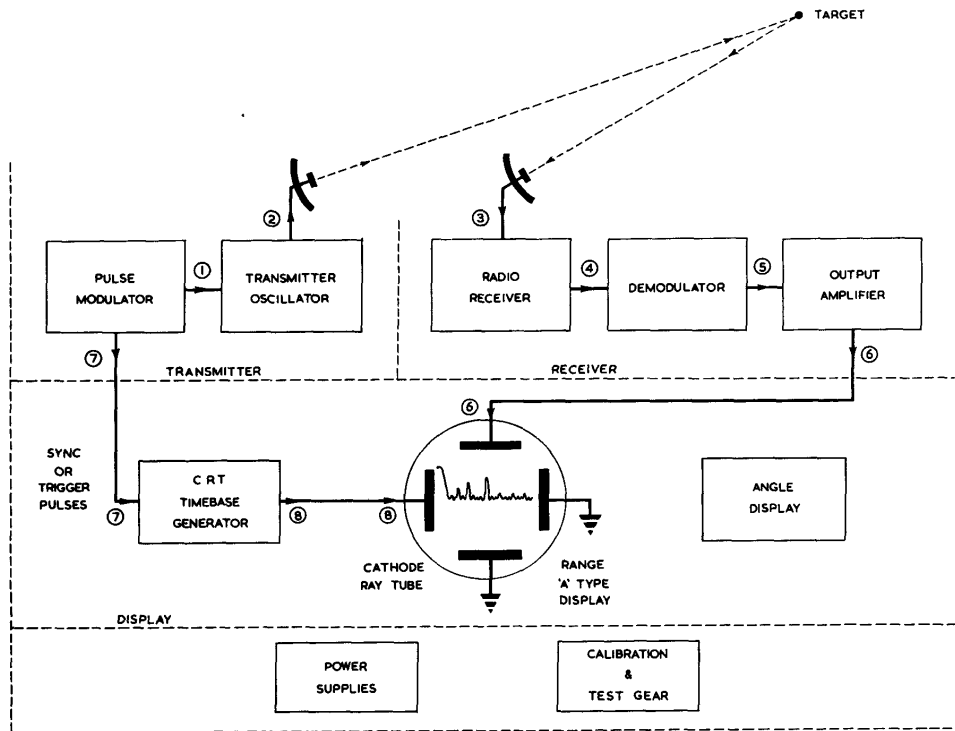 TARGET
②
③
PULSE
MODULATOR
①
TRANSMITTER
OSCILLATOR
RADIO
RECEIVER
④
DEMODULATOR
⑤
OUTPUT
AMPLIFIER
⑦
TRANSMITTER
RECEIVER
⑥
SYNC
OR
TRIGGER
PULSES
⑦
CRT
TIMEBASE
GENERATOR
⑧
⑧
⑥
CATHODE
RAY TUBE
RANGE
'A' TYPE
DISPLAY
ANGLE
DISPLAY
DISPLAY
POWER
SUPPLIES
CALIBRATION
&
TEST GEAR